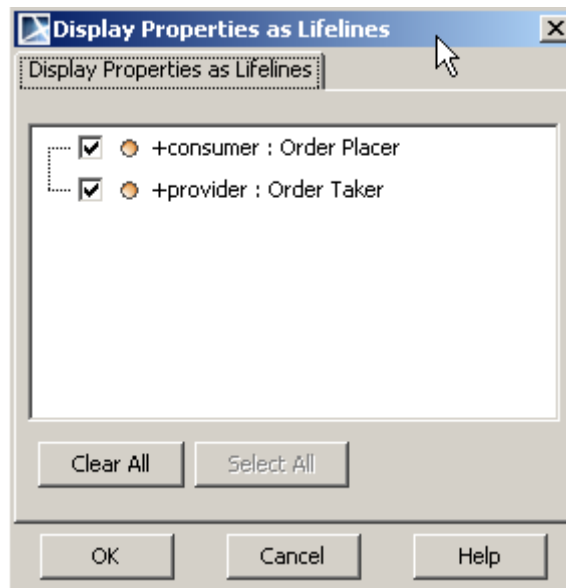 Display Properties as Lifelines
Display Properties as Lifelines
+consumer : Order Placer
+provider : Order Taker
Clear All Select All
OK Cancel Help